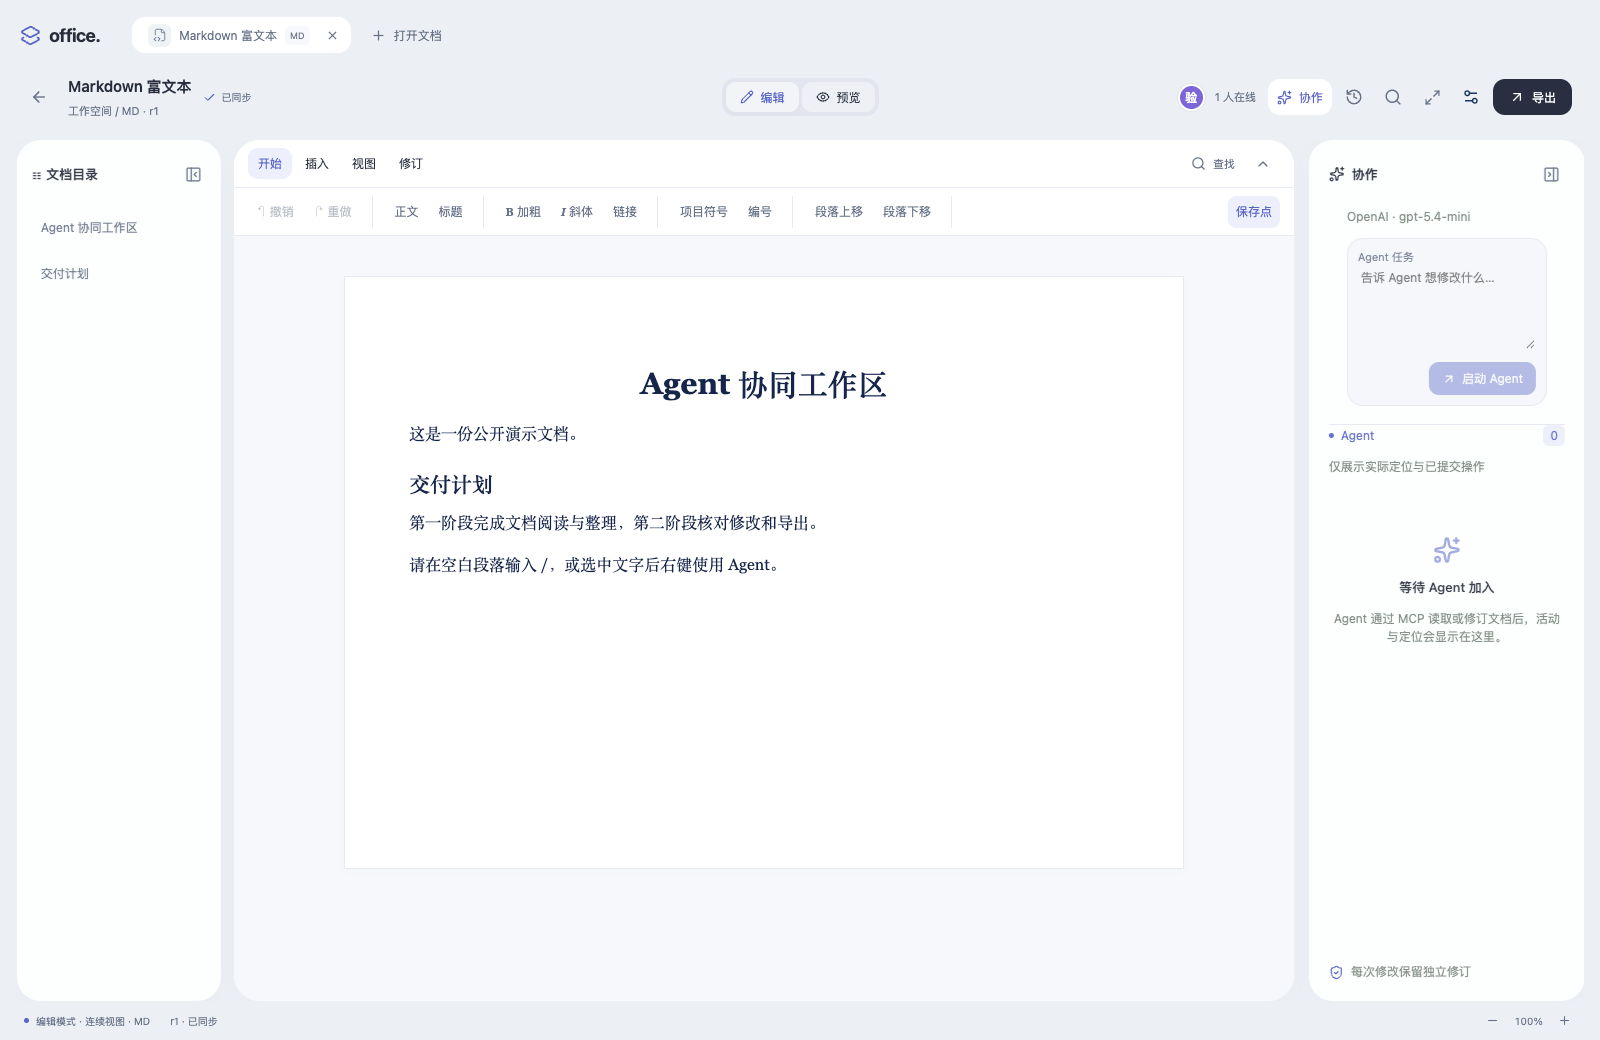 office.
Markdown 富文本 MD
打开文档
Markdown 富文本
工作空间 / MD · r1
已同步
编辑
预览
验
1 人在线
协作
导出
文档目录
Agent 协同工作区
交付计划
开始 插入 视图 修订
查找
撤销 重做 正文 标题 B 加粗 I 斜体 链接 项目符号 编号 段落上移 段落下移
保存点
Agent 协同工作区
这是一份公开演示文档。
交付计划
第一阶段完成文档阅读与整理，第二阶段核对修改和导出。
请在空白段落输入 /，或选中文字后右键使用 Agent。
协作
OpenAI · gpt-5.4-mini
Agent 任务
告诉 Agent 想修改什么...
启动 Agent
Agent 0
仅展示实际定位与已提交操作
等待 Agent 加入
Agent 通过 MCP 读取或修订文档后，活动
与定位会显示在这里。
每次修改保留独立修订
编辑模式 · 连续视图 · MD r1 · 已同步
100%